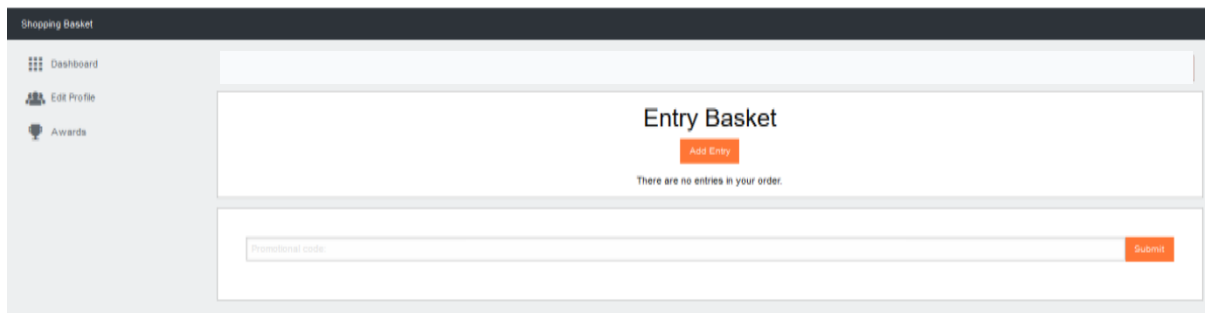 Shopping Basket
Dashboard
Edit Profile
Awards
Entry Basket
Add Entry
There are no entries in your order.
Promotional code:
Submit